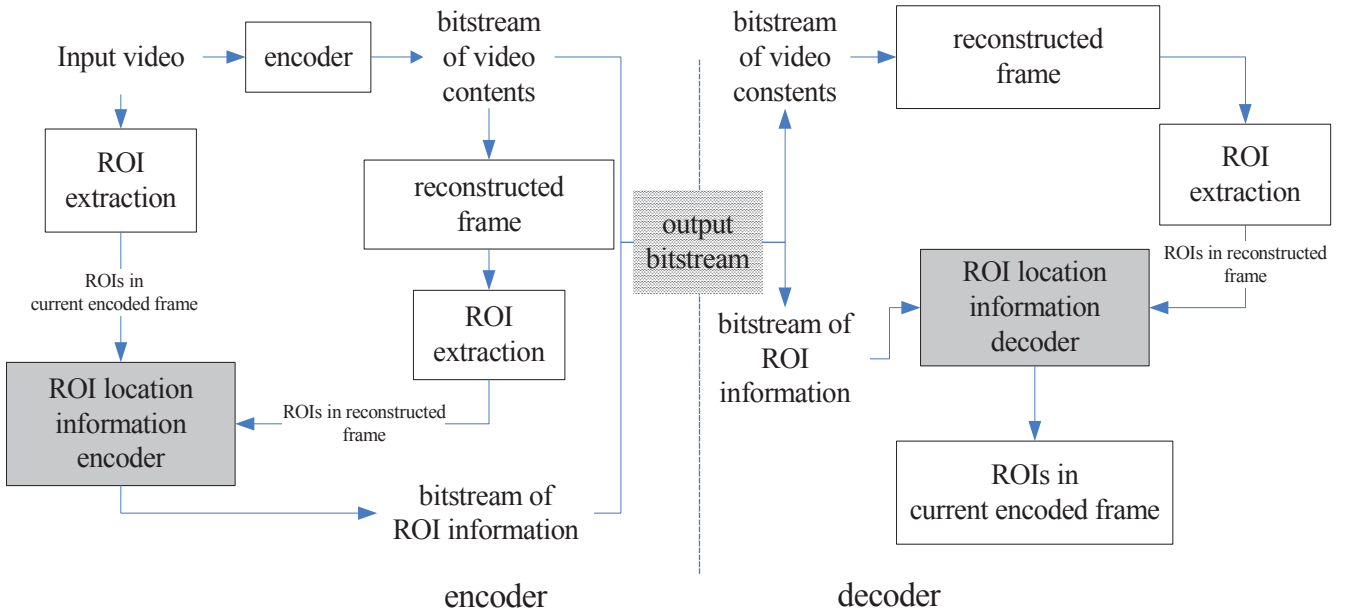 Input video
encoder
bitstream
of video
contents
ROI
extraction
reconstructed
frame
ROIs in
current encoded frame
ROI
extraction
ROI location
information
encoder
ROIs in reconstructed
frame
bitstream of
ROI information
output
bitstream
encoder
bitstream
of video
constents
reconstructed
frame
ROI
extraction
ROIs in reconstructed
frame
ROI location
information
decoder
bitstream of
ROI
information
ROIs in
current encoded frame
decoder